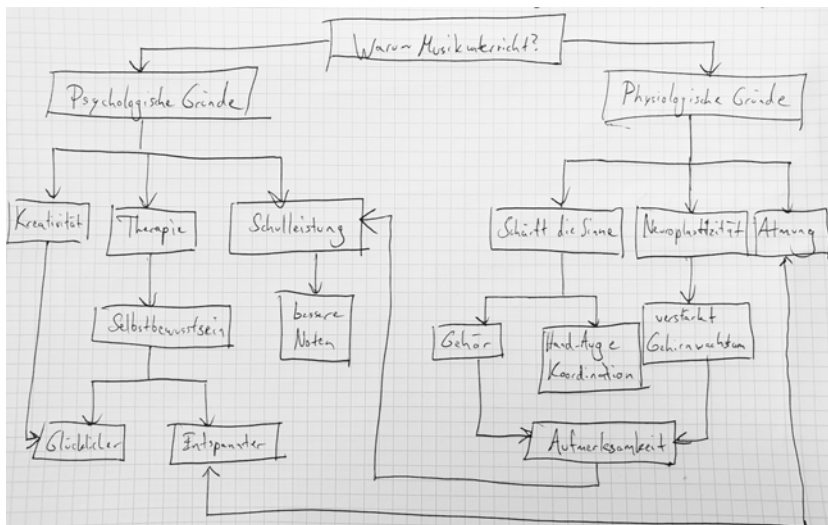 Warum Musikunterricht?
Psychologische Gründe
Physiologische Gründe
Kreativität
Therapie
Schulleistung
Schärft die Sinne
Neuroplastizität
Atmung
Selbstbewusstsein
bessere
Noten
Gehör
Hand-Auge
Koordination
verstärkt
Gehirnwachstum
Glücklicher
Entspannter
Aufmerksamkeit